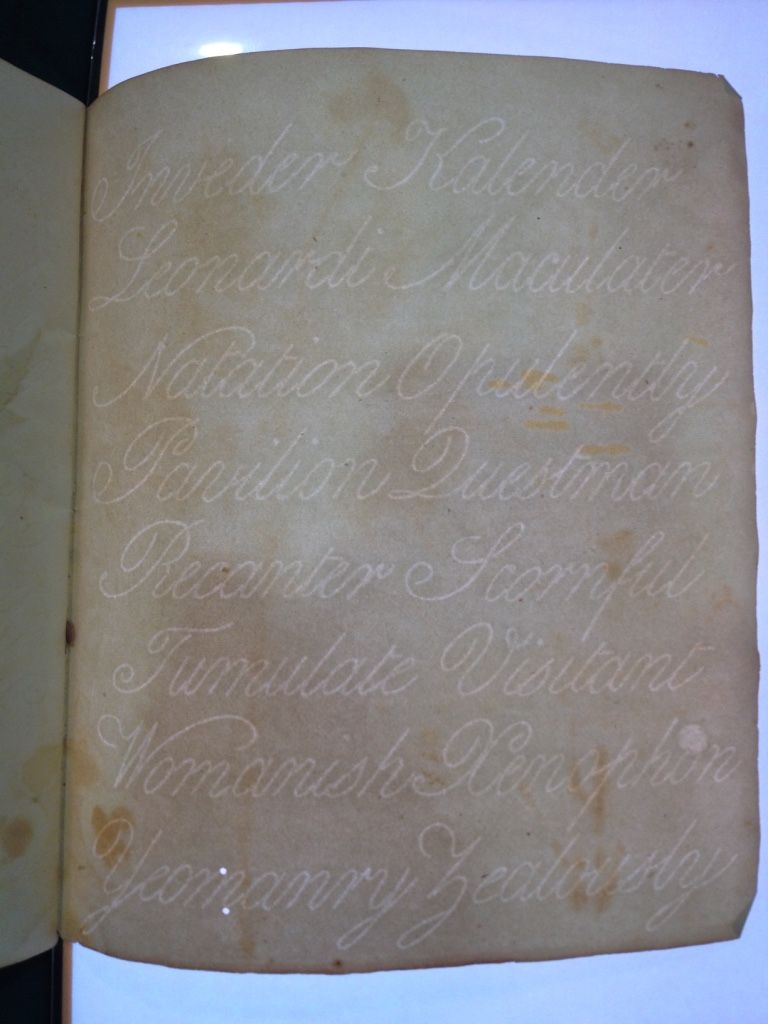 Inveder Kalender
Leonardi Maculater
Natation Opulently
Pavilion Questman
Recanter Scornful
Tumulate Visitant
Womanish Xenophon
Yeomanry Zealously